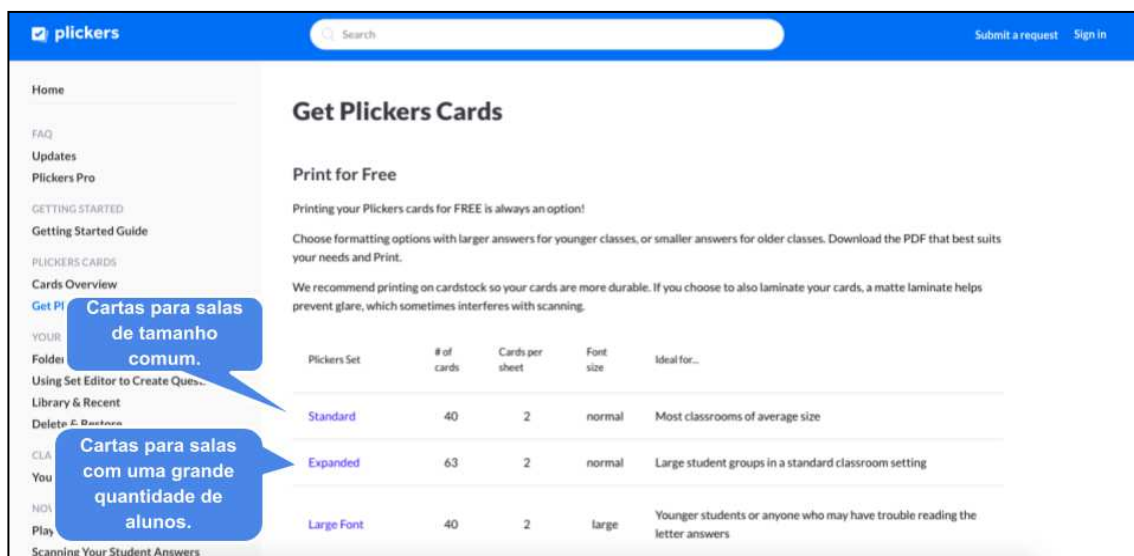 plickers
Search
Submit a request
Sign in
Home
FAQ
Updates
Plickers Pro
GETTING STARTED
Getting Started Guide
PLICKERS CARDS
Cards Overview
Get Pl
YOUR
Folder
Using Set Editor to Create Ques
Library & Recent
Delete & Restore
CLA
You
NOW
Play
Scanning Your Student Answers
Cartas para salas
de tamanho
comum.
Cartas para salas
com uma grande
quantidade de
alunos.
Get Plickers Cards
Print for Free
Printing your Plickers cards for FREE is always an option!
Choose formatting options with larger answers for younger classes, or smaller answers for older classes. Download the PDF that best suits
your needs and Print.
We recommend printing on cardstock so your cards are more durable. If you choose to also laminate your cards, a matte laminate helps
prevent glare, which sometimes interferes with scanning.
Plickers Set # of cards Cards per sheet Font size Ideal for...
Standard 40 2 normal Most classrooms of average size
Expanded 63 2 normal Large student groups in a standard classroom setting
Large Font 40 2 large Younger students or anyone who may have trouble reading the
letter answers